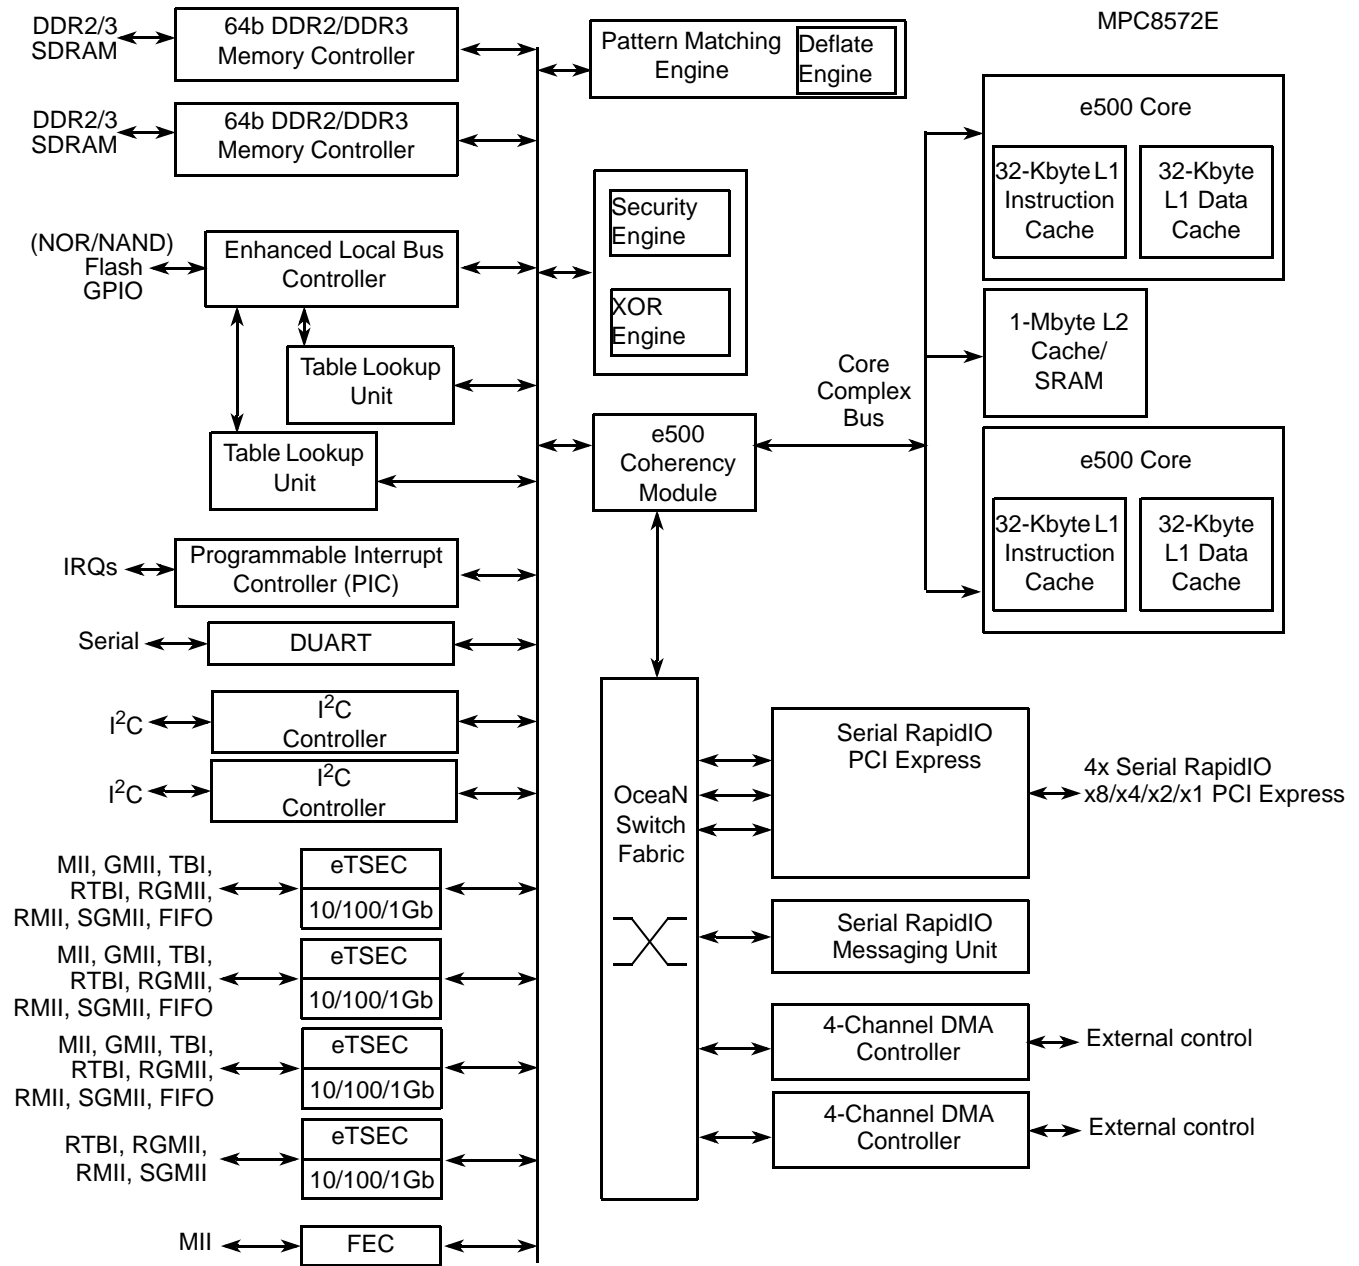 MPC8572E
DDR2/3
SDRAM
64b DDR2/DDR3
Memory Controller
Pattern Matching
Engine
Deflate
Engine
DDR2/3
SDRAM
64b DDR2/DDR3
Memory Controller
e500 Core
32-Kbyte L1
Instruction
Cache
32-Kbyte
L1 Data
Cache
Security
Engine
XOR
Engine
(NOR/NAND)
Flash
GPIO
Enhanced Local Bus
Controller
Table Lookup
Unit
Table Lookup
Unit
1-Mbyte L2
Cache/
SRAM
Core
Complex
Bus
e500
Coherency
Module
e500 Core
32-Kbyte L1
Instruction
Cache
32-Kbyte
L1 Data
Cache
IRQs
Programmable Interrupt
Controller (PIC)
Serial
DUART
I2C
I2C
Controller
I2C
I2C
Controller
OceaN
Switch
Fabric
Serial RapidIO
PCI Express
4x Serial RapidIO
x8/x4/x2/x1 PCI Express
MII, GMII, TBI,
RTBI, RGMII,
RMII, SGMII, FIFO
eTSEC
10/100/1Gb
Serial RapidIO
Messaging Unit
MII, GMII, TBI,
RTBI, RGMII,
RMII, SGMII, FIFO
eTSEC
10/100/1Gb
4-Channel DMA
Controller
External control
MII, GMII, TBI,
RTBI, RGMII,
RMII, SGMII, FIFO
eTSEC
10/100/1Gb
4-Channel DMA
Controller
External control
RTBI, RGMII,
RMII, SGMII
eTSEC
10/100/1Gb
MII
FEC